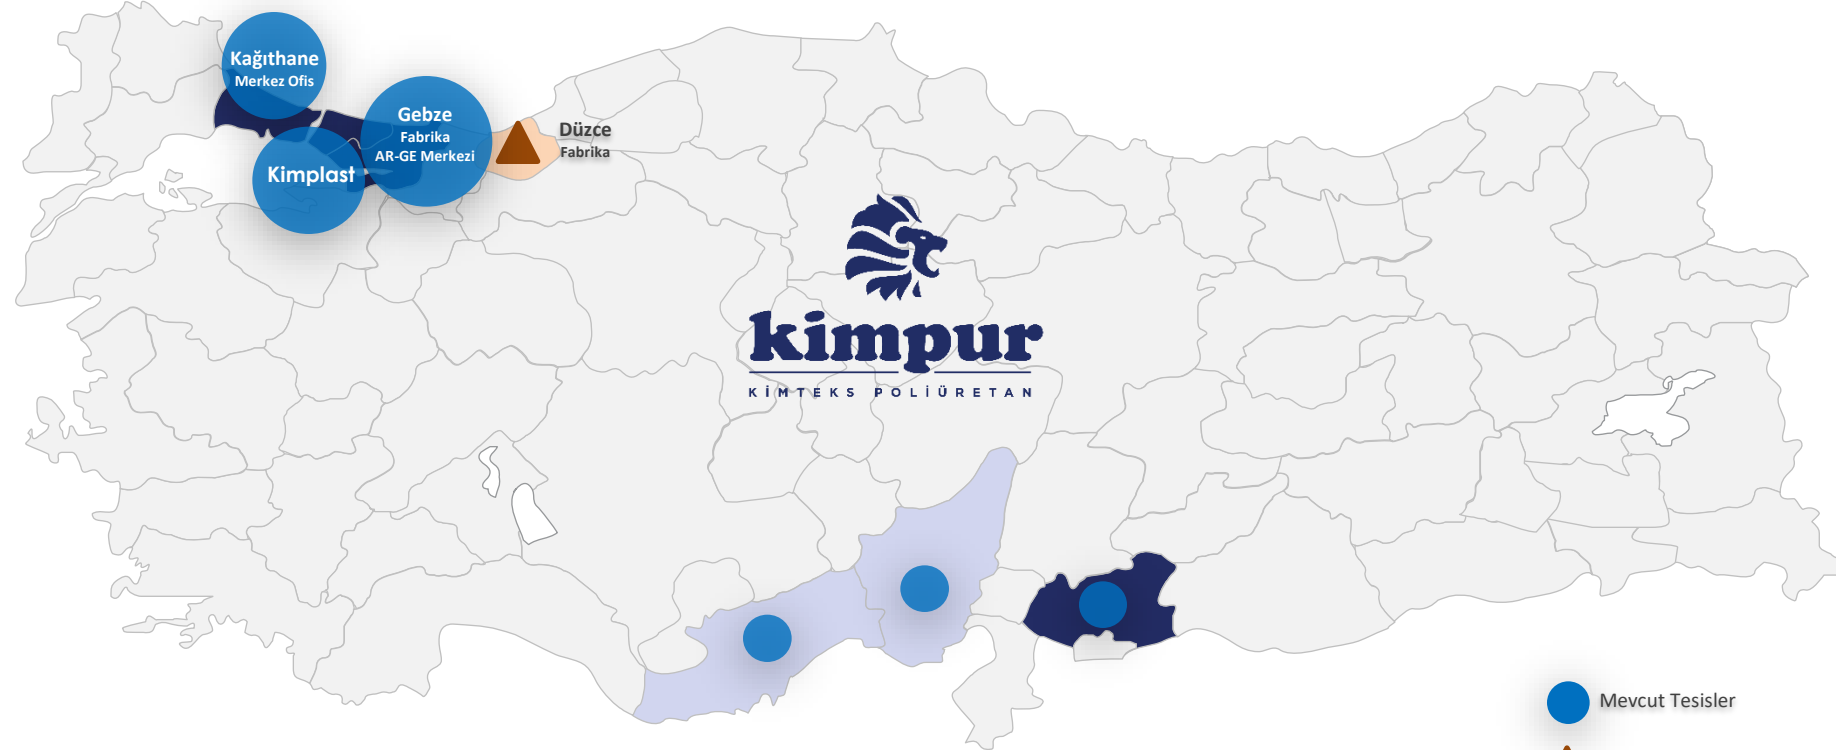 Kağıthane
Merkez Ofis
Gebze
Fabrika
AR-GE Merkezi
Kimplast
Düzce
Fabrika
kimpur
KİMTEKS POLİÜRETAN
Mevcut Tesisler